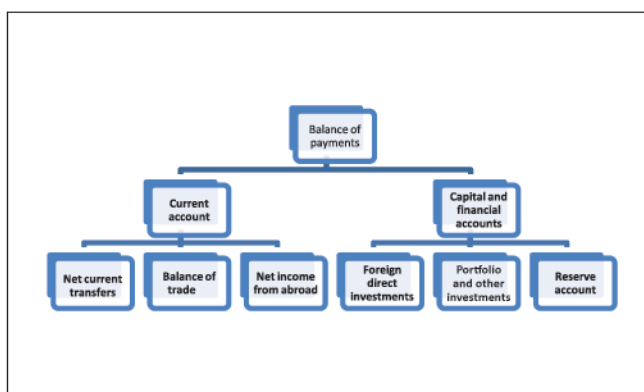 Balance of
payments
Current
account
Capital and
financial
accounts
Net current
transfers
Balance of
trade
Net income
from abroad
Foreign
direct
investments
Portfolio
and other
investments
Reserve
account